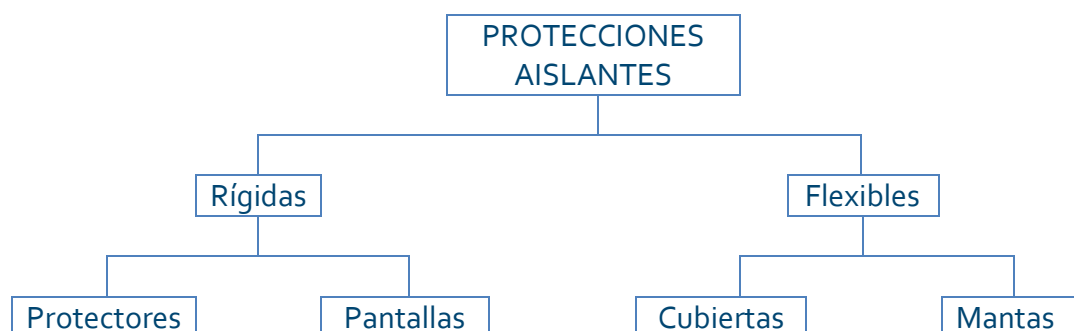 PROTECCIONES
AISLANTES
Rígidas
Flexibles
Protectores
Pantallas
Cubiertas
Mantas